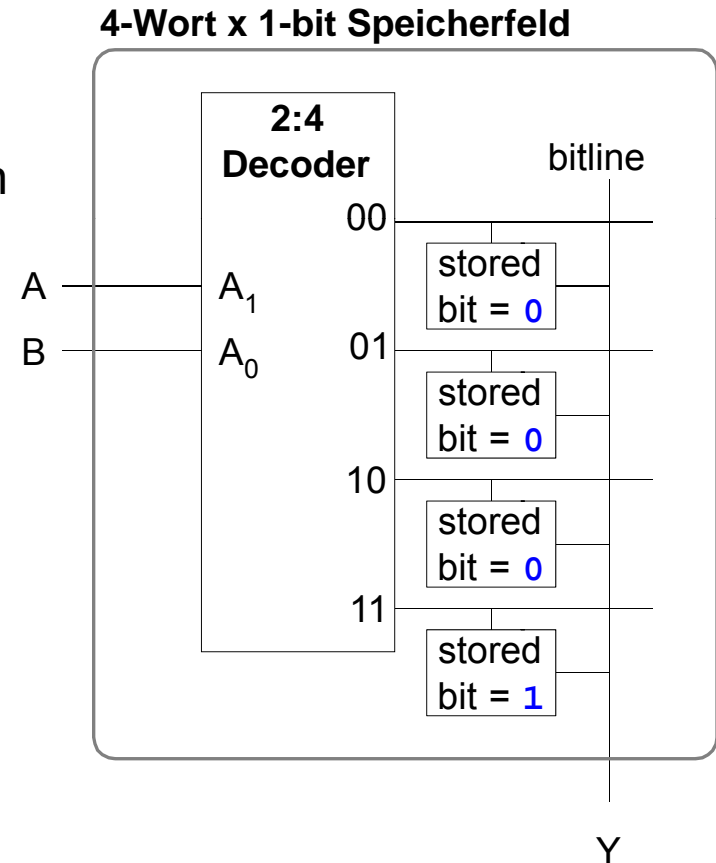 4-Wort x 1-bit Speicherfeld
2:4
Decoder
bitline
n
00
stored
bit = 0
A
A1
B
A0
01
stored
bit = 0
10
stored
bit = 0
11
stored
bit = 1
Y